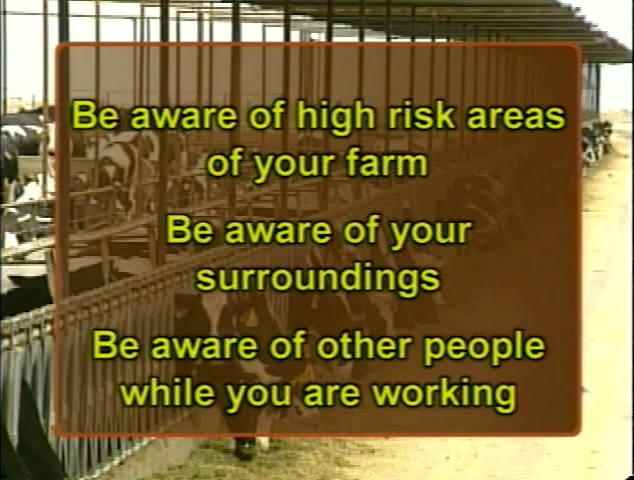 Be aware of high risk areas
of your farm
Be aware of your
surroundings
Be aware of other people
while you are working